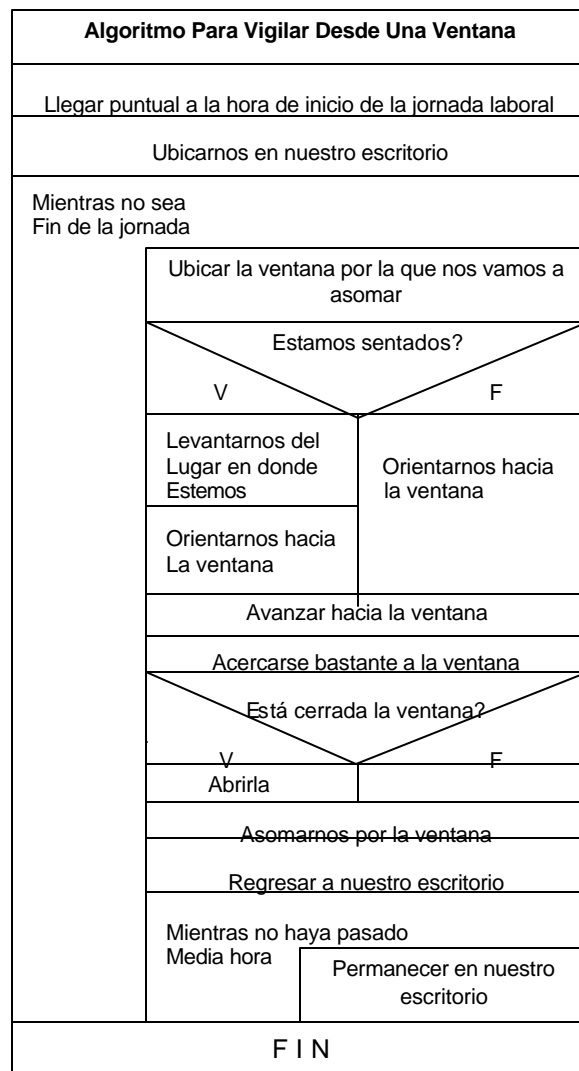 Algoritmo Para Vigilar Desde Una Ventana
Llegar puntual a la hora de inicio de la jornada laboral
Ubicarnos en nuestro escritorio
Mientras no sea
Fin de la jornada
Ubicar la ventana por la que nos vamos a
asomar
Estamos sentados?
V F
Levantarnos del
Lugar en donde
Estemos
Orientarnos hacia
la ventana
Orientarnos hacia
La ventana
Avanzar hacia la ventana
Acercarse bastante a la ventana
Está cerrada la ventana?
V F
Abrirla
Asomarnos por la ventana
Regresar a nuestro escritorio
Mientras no haya pasado
Media hora
Permanecer en nuestro
escritorio
F I N